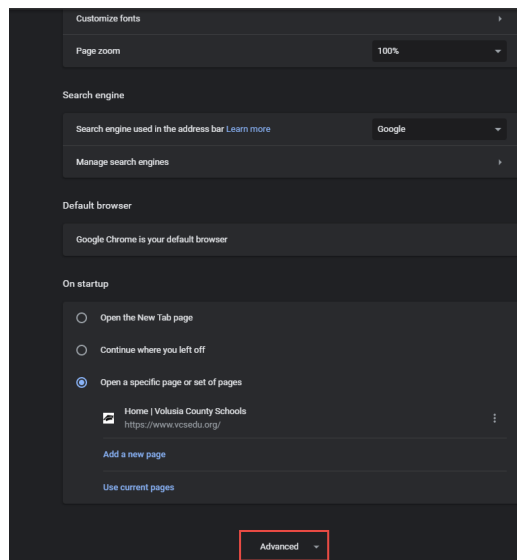 Customize fonts
Page zoom 100%
Search engine
Search engine used in the address bar Learn more Google
Manage search engines
Default browser
Google Chrome is your default browser
On startup
Open the New Tab page
Continue where you left off
Open a specific page or set of pages
Home | Volusia County Schools
https://www.vcsedu.org/
Add a new page
Use current pages
Advanced